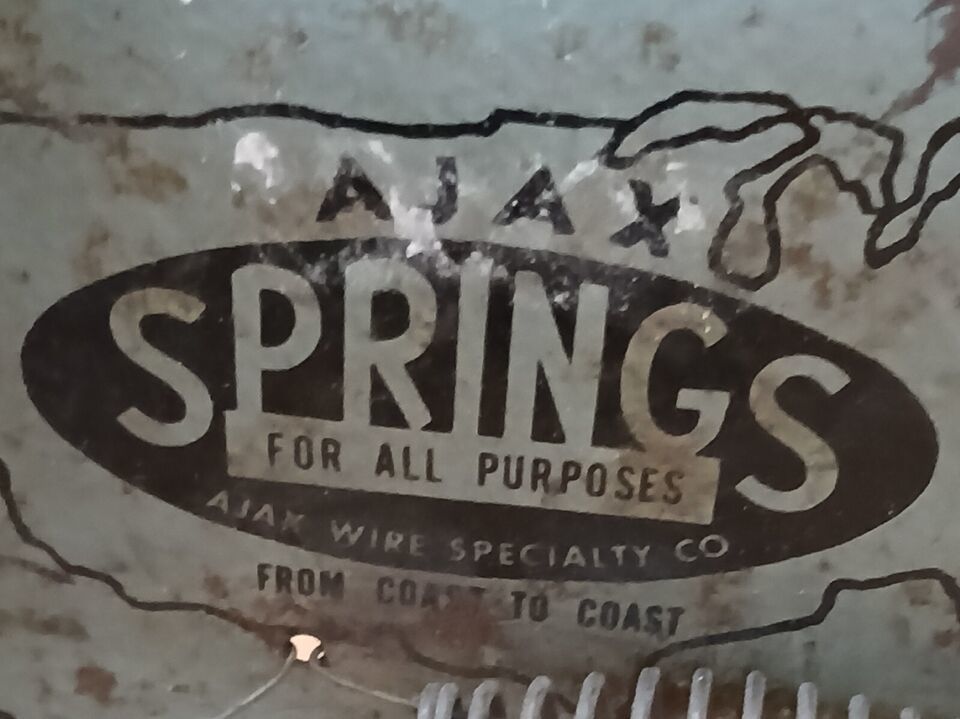 AJAX
SPRINGS
FOR ALL PURPOSES
AJAX WIRE SPECIALTY CO
FROM COAST TO COAST